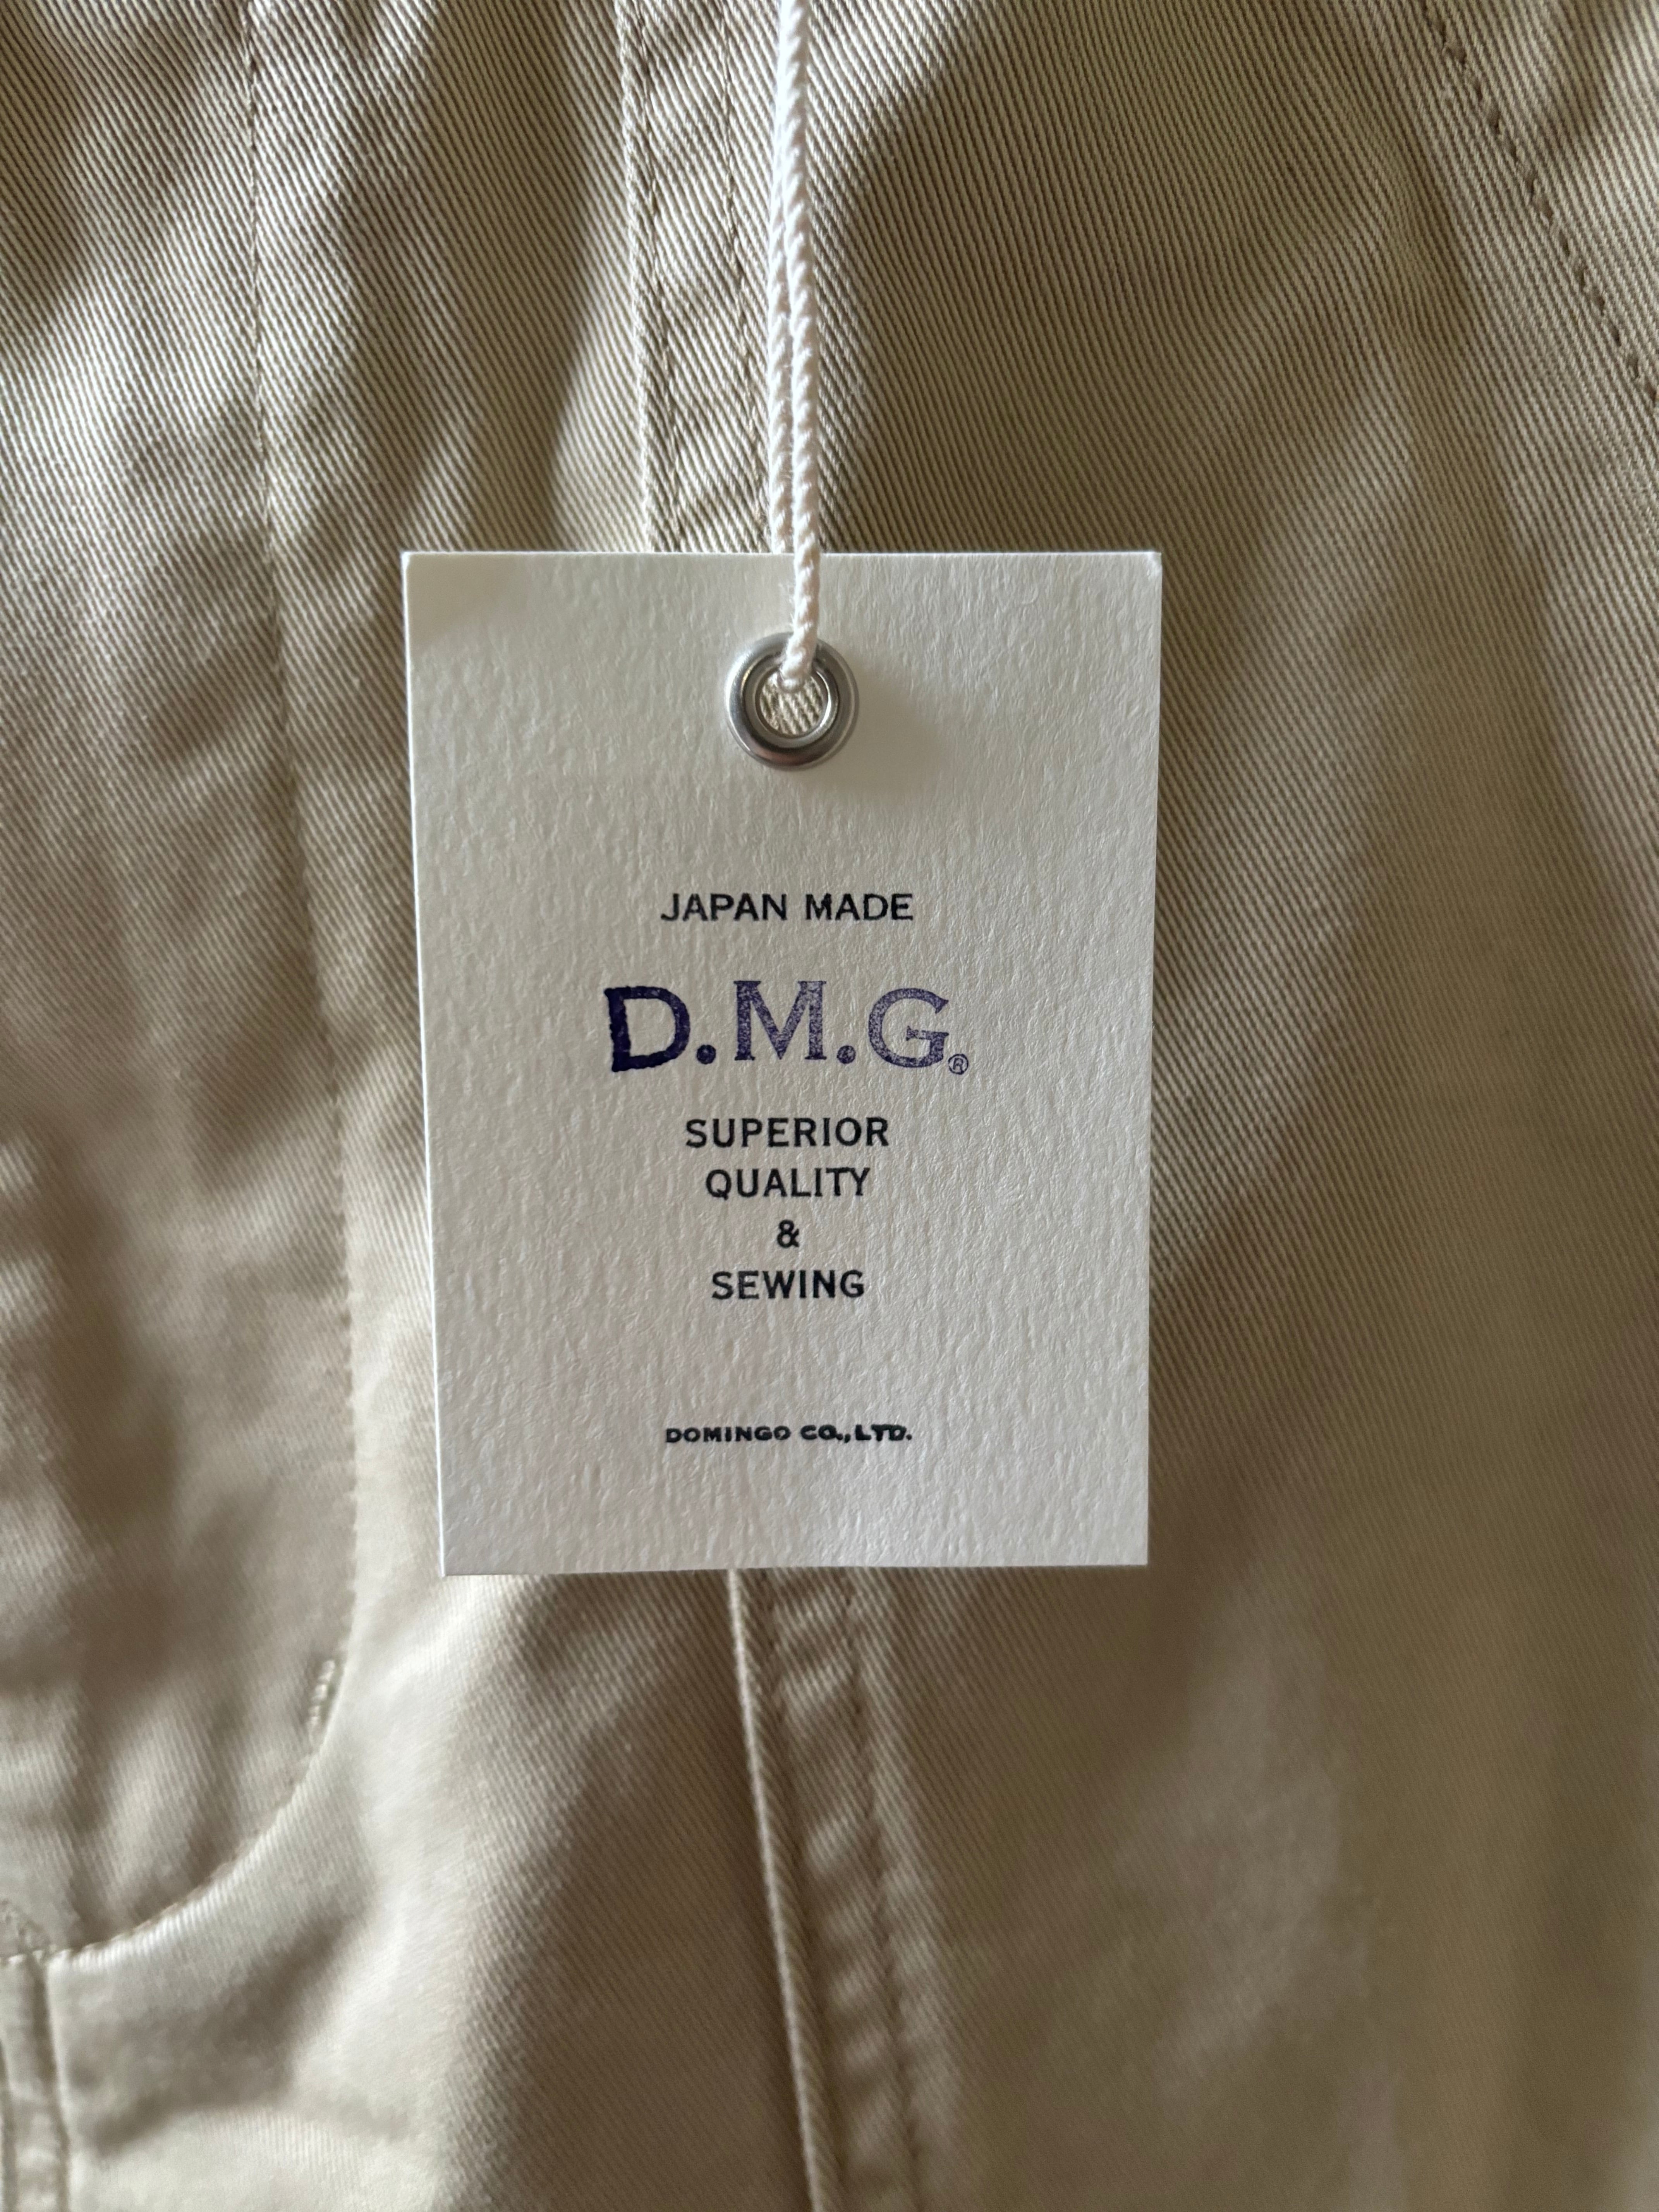 JAPAN MADE
D.M.G.®
SUPERIOR
QUALITY
&
SEWING
DOMINGO CO.,LTD.